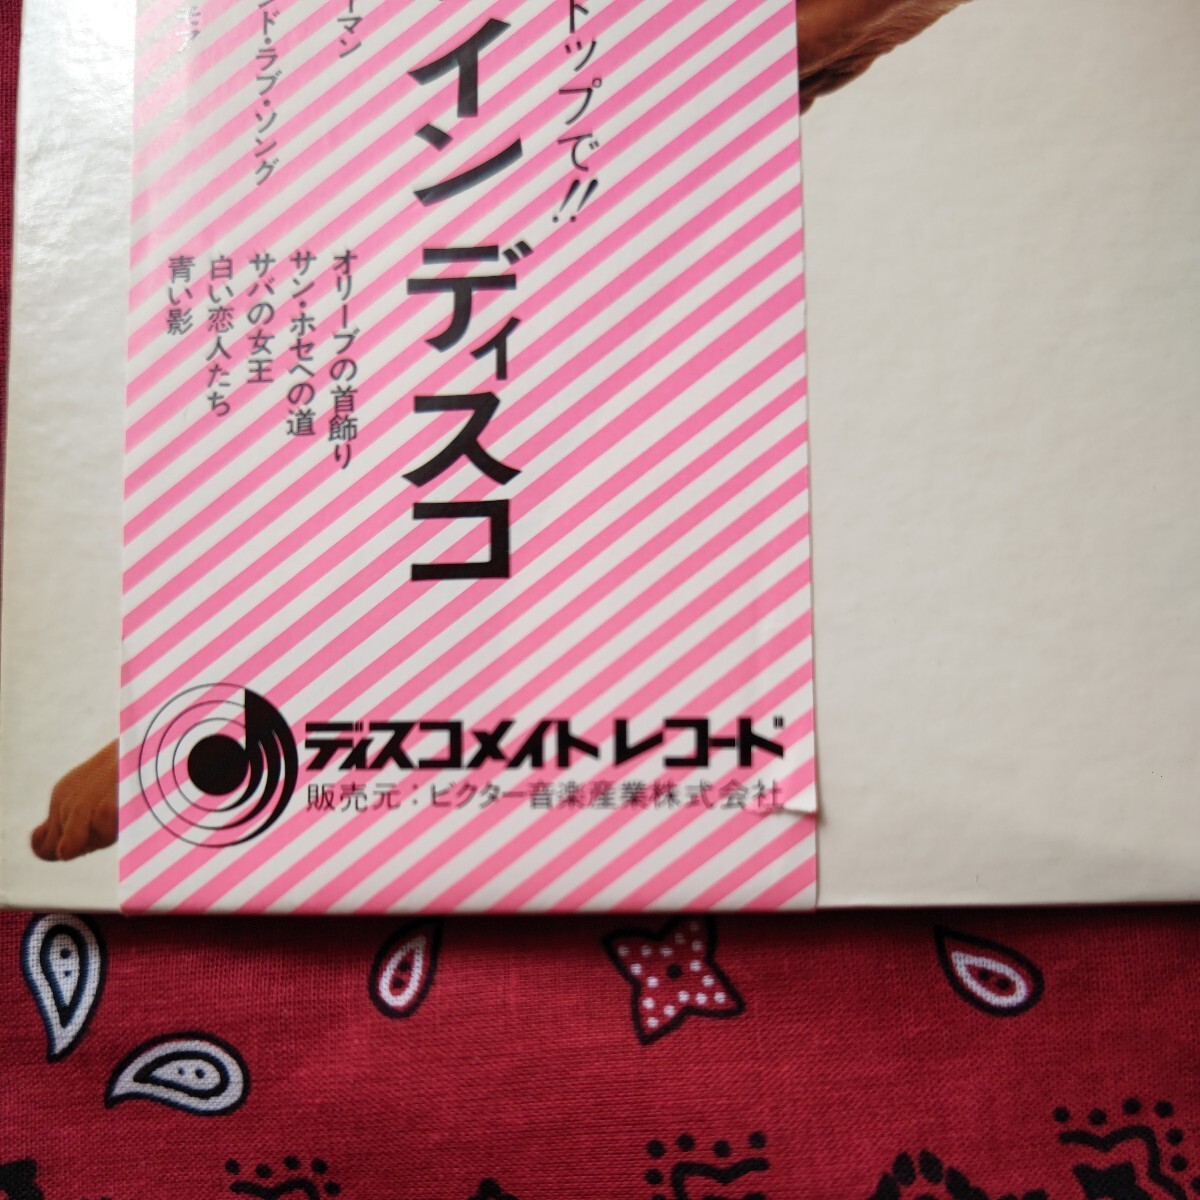 トップで!!
イン ディスコ
ーマン
ンド・ラブ・ソング
オリーブの首飾り
サン・ホセへの道
サバの女王
白い恋人たち
青い影
ディスコメイトレコード
販売元：ビクター音楽産業株式会社